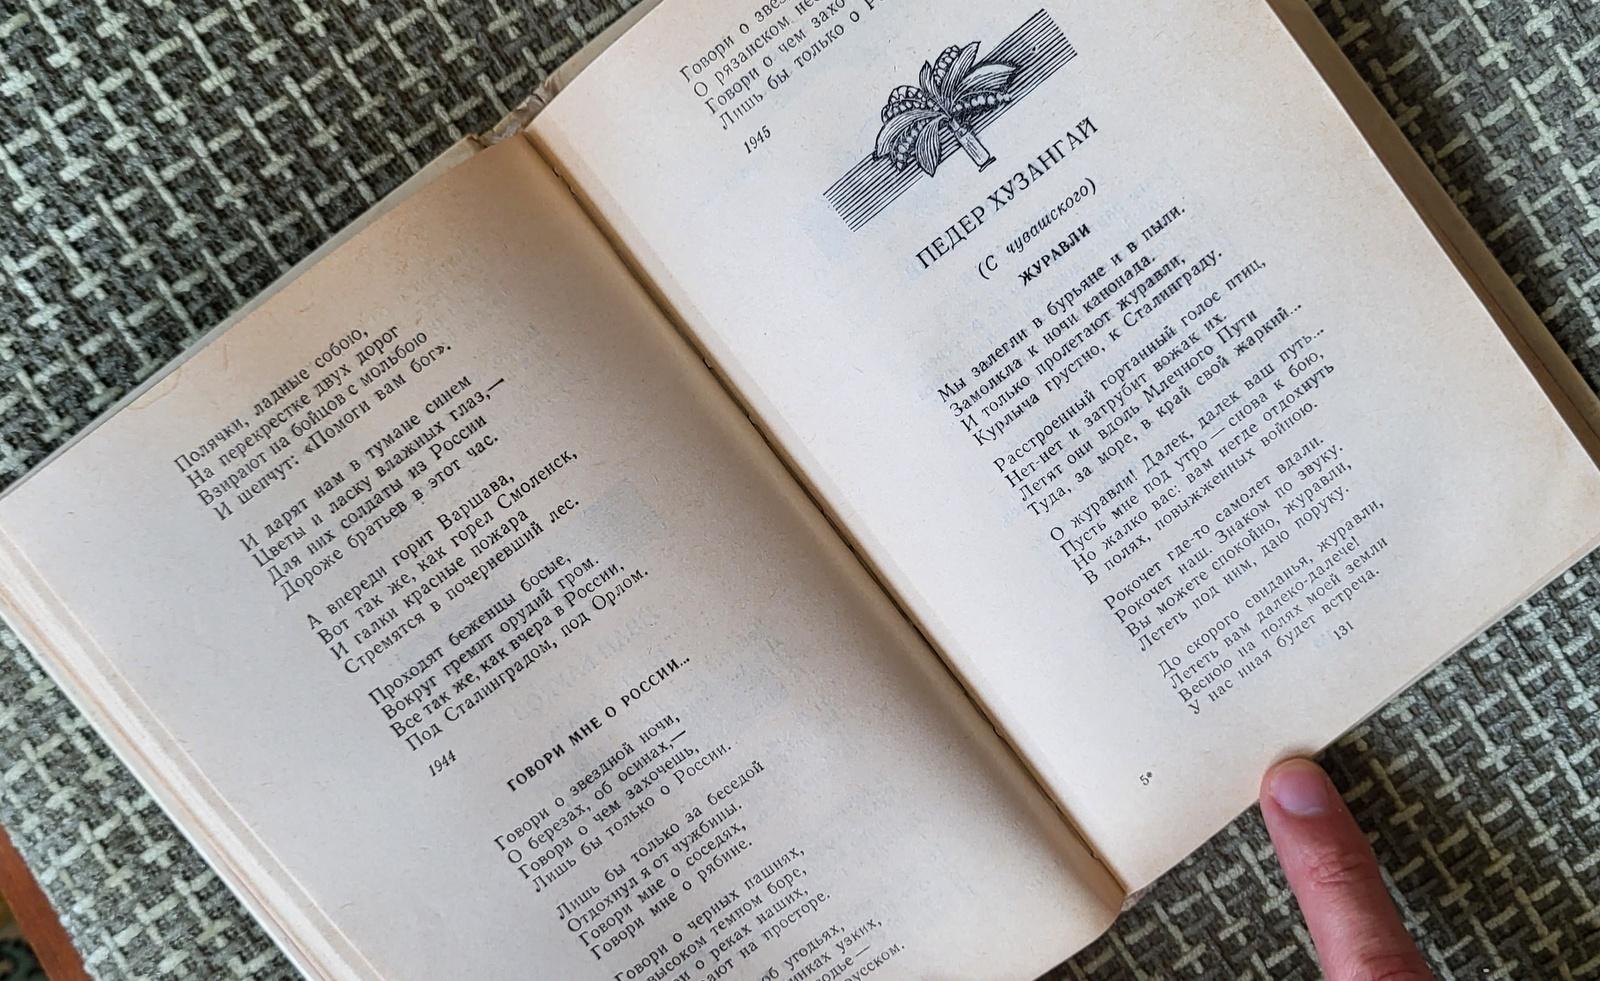 Полячки, ладные собою,
На перекрестке двух дорог
Взирают на бойцов с мольбою
И шепчут: «Помоги вам бог».
И дарят нам в тумане синем
Цветы и ласку влажных глаз,—
Для них солдаты из России
Дороже братьев в этот час.
А впереди горит Варшава,
Вот так же, как горел Смоленск,
И галки красные пожара
Стремятся в почерневший лес.
Проходят беженцы босые,
Вокруг гремит орудий гром.
Все так же, как вчера в России,
Под Сталинградом, под Орлом.
1944
ГОВОРИ МНЕ О РОССИИ...
Говори о звездной ночи,
О березах, об осинах,—
Говори о чем захочешь,
Лишь бы только о России.
Лишь бы только за беседой
Отдохнул я от чужбины.
Говори мне о соседях,
Говори мне о рябине.
Говори о черных пашнях,
высоком темном боре,
о реках наших,
на просторе.
об угодьях,
узких,
Говори о
О рязанском
Говори о чем
Лишь бы только о
1945
ПЕДЕР ХУЗАНГАЙ
(С чувашского)
ЖУРАВЛИ
Мы залегли в бурьяне и в пыли.
Замолкла к ночи канонада.
И только пролетают журавли,
Курлыча грустно, к Сталинграду.
Расстроенный гортанный голос птиц,
Нет-нет и затрубит вожак их.
Летят они вдоль Млечного Пути
Туда, за море, в край свой жаркий...
О журавли! Далек, далек ваш путь...
Пусть мне под утро — снова к бою,
Но жалко вас: вам негде отдохнуть
В полях, повыжженных войною.
Рокочет где-то самолет вдали.
Рокочет наш. Знаком по звуку.
Вы можете спокойно, журавли,
Лететь под ним, даю поруку.
До скорого свиданья, журавли,
Лететь вам далеко-далече!
Весною на полях моей земли
У нас иная будет встреча.
131
5*